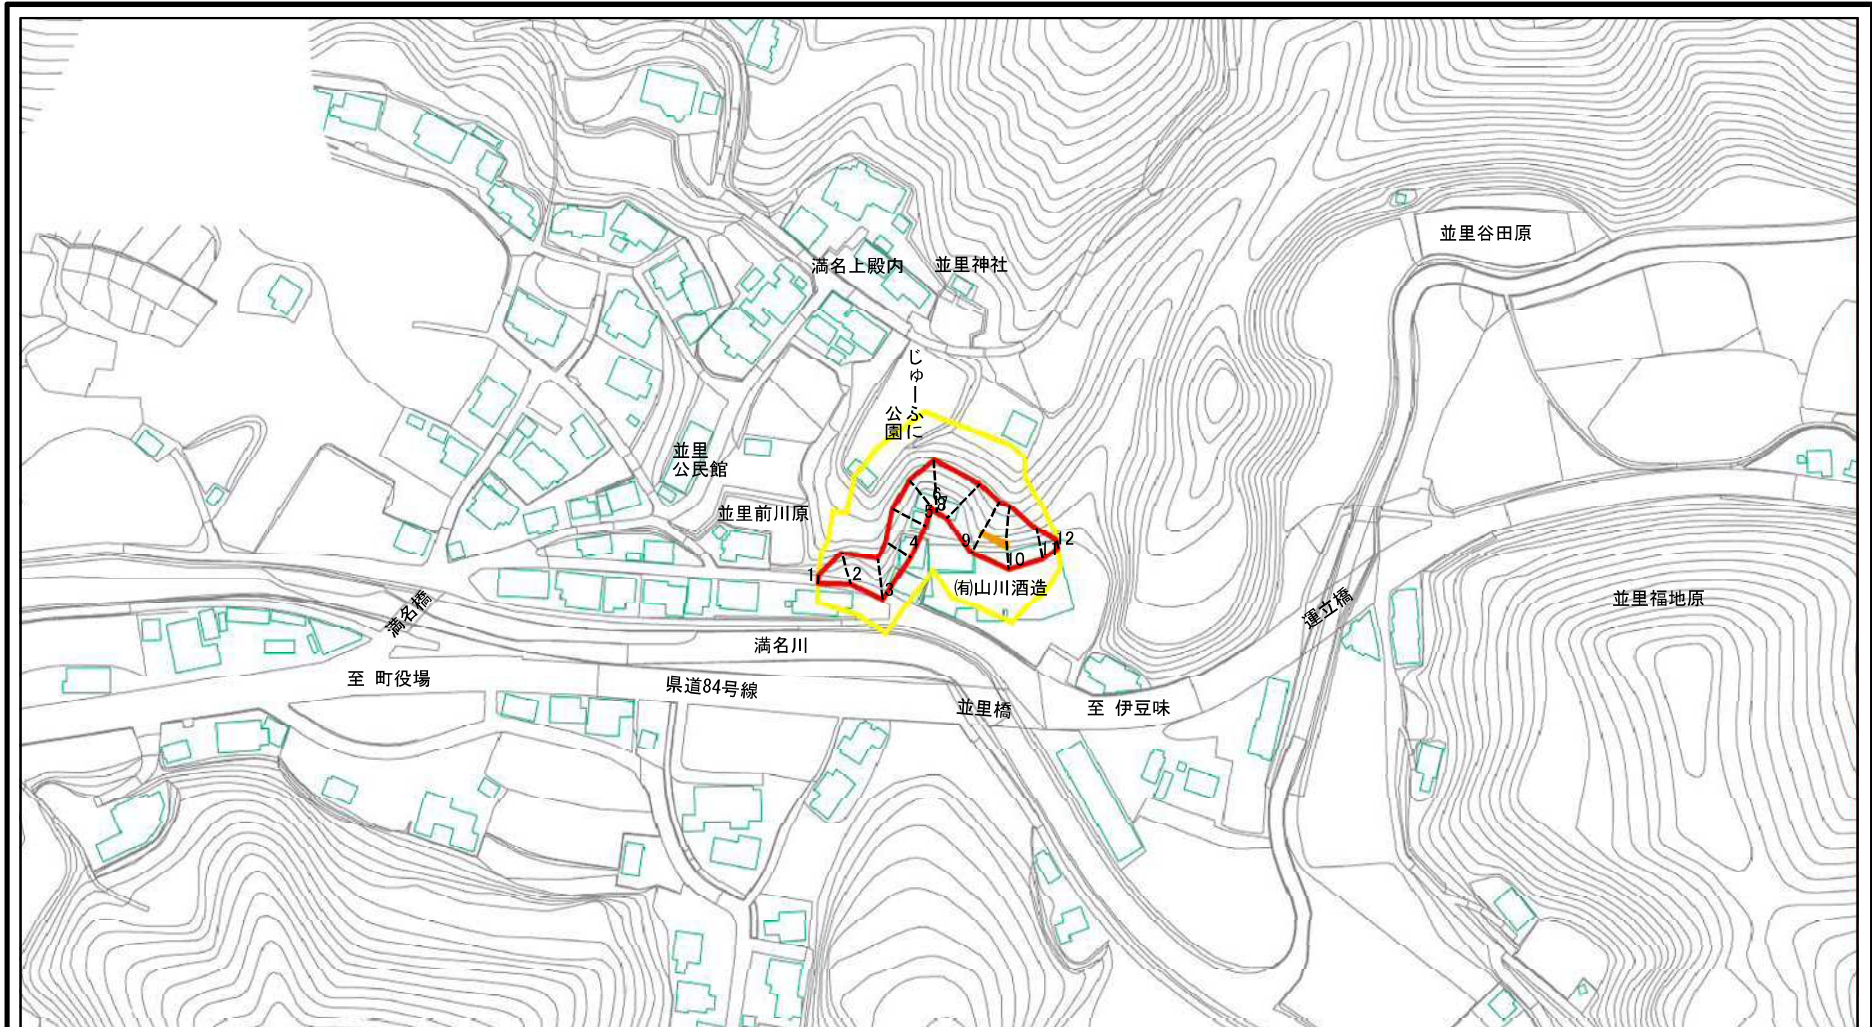 並里谷田原
満名上殿内
並里神社
じゅーふに
公園
並里
公民館
並里前川原
6
7
8
5
4
9
12
11
10
1
2
3
㈲山川酒造
満名橋
運立橋
並里福地原
満名川
至 町役場
県道84号線
並里橋
至 伊豆味